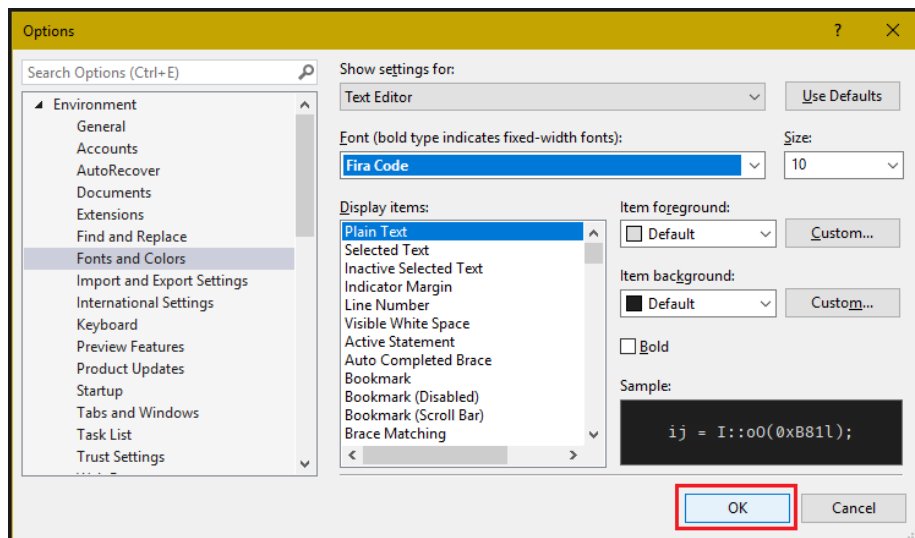 Options
?
Search Options (Ctrl+E)
Environment
General
Accounts
AutoRecover
Documents
Extensions
Find and Replace
Fonts and Colors
Import and Export Settings
International Settings
Keyboard
Preview Features
Product Updates
Startup
Tabs and Windows
Task List
Trust Settings
Show settings for:
Text Editor
Use Defaults
Font (bold type indicates fixed-width fonts):
Size:
Fira Code
10
Display items:
Plain Text
Selected Text
Inactive Selected Text
Indicator Margin
Line Number
Visible White Space
Active Statement
Auto Completed Brace
Bookmark
Bookmark (Disabled)
Bookmark (Scroll Bar)
Brace Matching
Item foreground:
Default
Custom...
Item background:
Default
Custom...
Bold
Sample:
ij = I::oO(0xB81l);
OK
Cancel